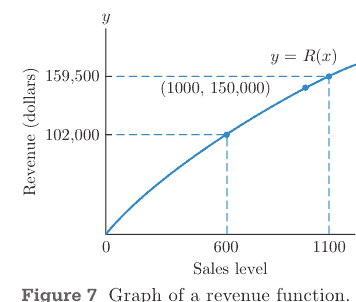 y
y = R(x)
159,500
(1000, 150,000)
102,000
Revenue (dollars)
0
600
1100
Sales level
Figure 7 Graph of a revenue function.